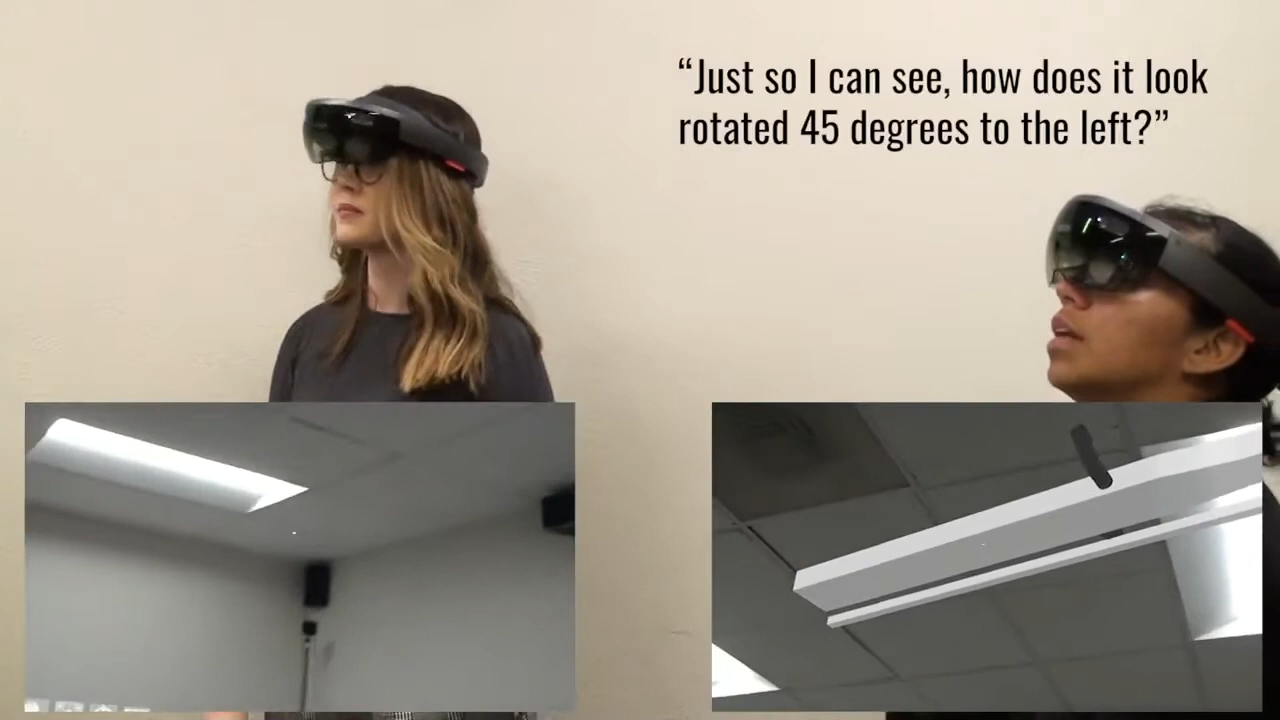 “Just so I can see, how does it look
rotated 45 degrees to the left?”